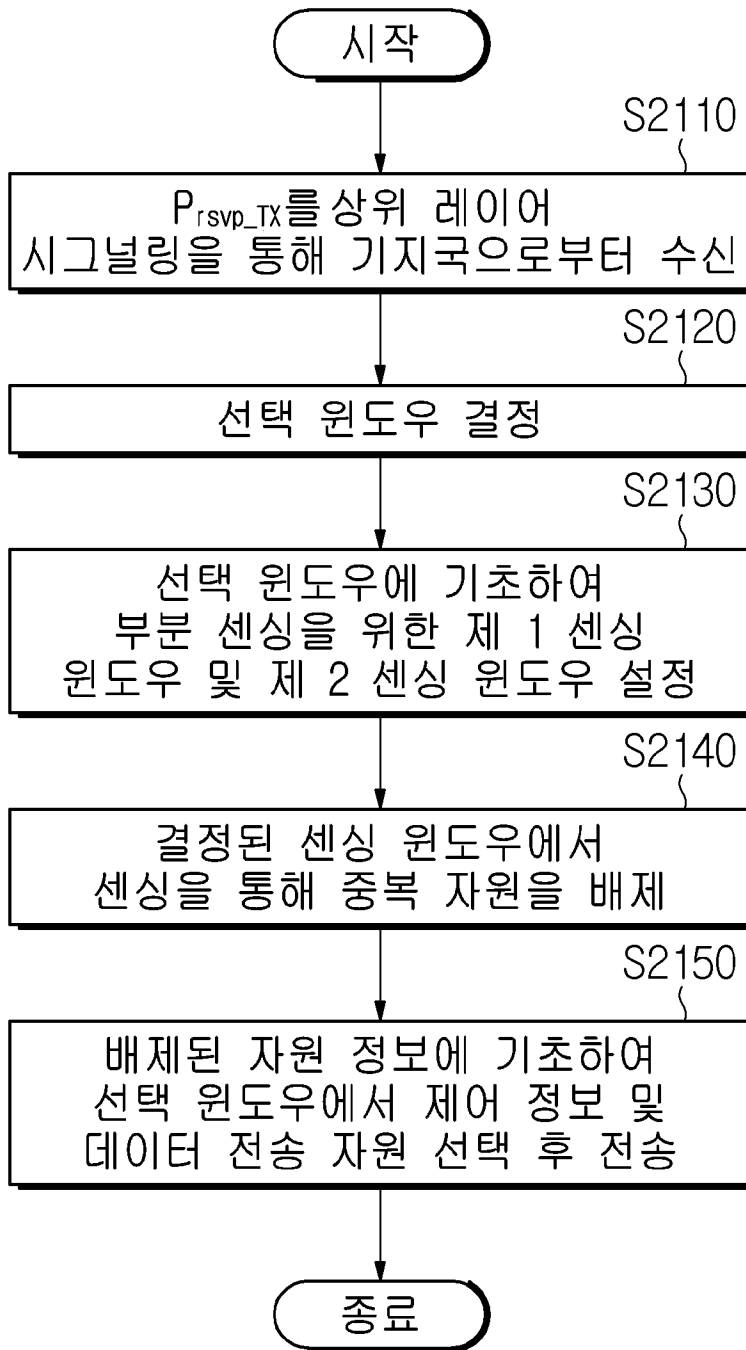 시작
S2110
Prsvp_TX를 상위 레이어
시그널링을 통해 기지국으로부터 수신
S2120
선택 윈도우 결정
S2130
선택 윈도우에 기초하여
부분 센싱을 위한 제 1 센싱
윈도우 및 제 2 센싱 윈도우 설정
S2140
결정된 센싱 윈도우에서
센싱을 통해 중복 자원을 배제
S2150
배제된 자원 정보에 기초하여
선택 윈도우에서 제어 정보 및
데이터 전송 자원 선택 후 전송
종료